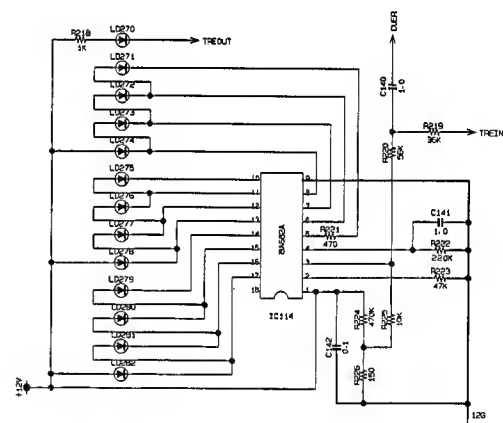 LD270
R218
1K
TREOUT
OVER
LD271
LD272
C140
1.0
LD273
R219
36K
TREIN
R220
56K
LD274
LD275
10
9
11
8
LD276
12
7
13
6
LD277
14
5
R221
470
C141
1.0
15
4
LD278
R222
220K
16
3
17
2
R223
47K
18
1
BA682A
IC114
LD279
LD280
LD281
LD282
C142
0.1
R224
470K
R225
10K
R226
150
+12V
12G